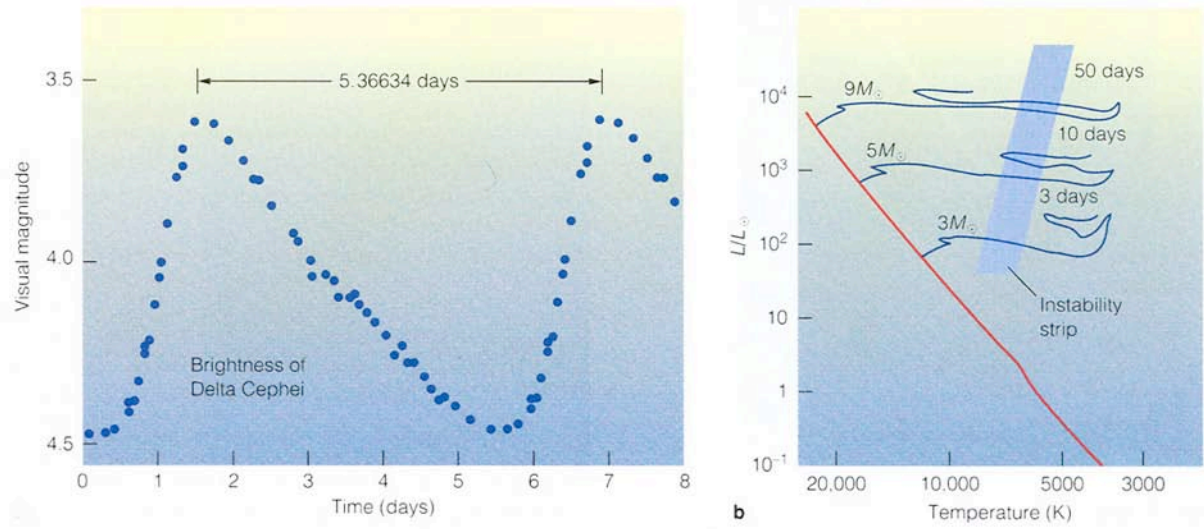 3.5
4.0
4.5
Visual magnitude
5.36634 days
Brightness of
Delta Cephei
0 1 2 3 4 5 6 7 8
Time (days)
L/L☉
10⁴
10³
10²
10
1
10⁻¹
9M☉
5M☉
3M☉
50 days
10 days
3 days
Instability
strip
20,000 10,000 5000 3000
b Temperature (K)